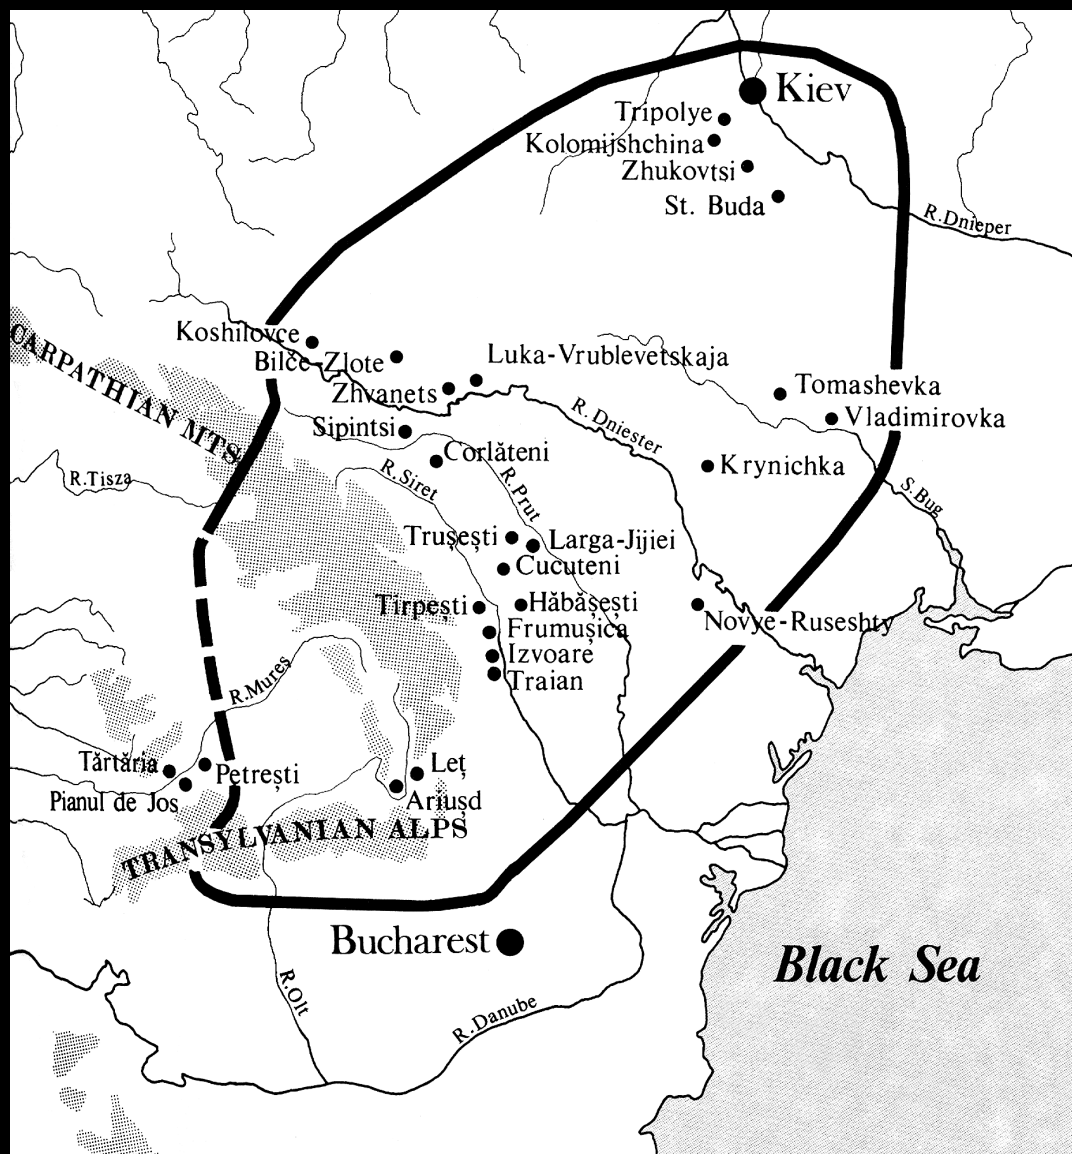 Kiev
Tripolye
Kolomijshchina
Zhukovtsi
St. Buda
R.Dnieper
Koshilovce
Bilče-Zlote
Luka-Vrublevetskaja
Zhvanets
Tomashevka
Vladimirovka
CARPATHIAN MTS
R. Dniester
Sipintsi
Corlăteni
Krynichka
R.Tisza
R.Siret
R.Prut
S.Bug
Trușești
Larga-Jijiei
Cucuteni
Tirpești
Hăbășești
Novye-Ruseshty
Frumușica
Izvoare
Traian
R.Mureș
Tărtăria
Petrești
Leț
Pianul de Jos
Ariușd
TRANSYLVANIAN ALPS
Bucharest
Black Sea
R.Olt
R.Danube